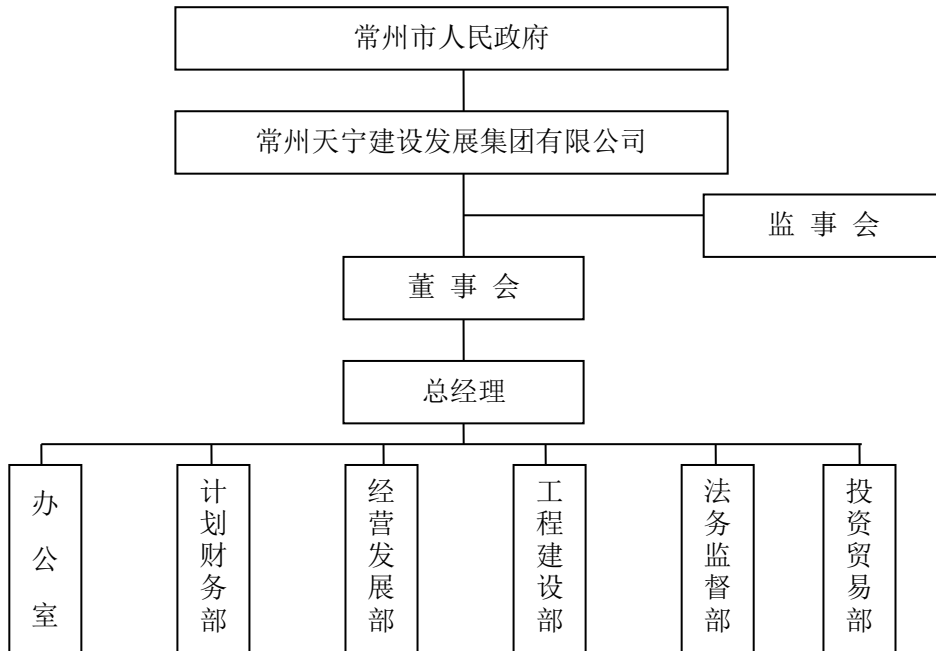 常州市人民政府
常州天宁建设发展集团有限公司
监 事 会
董 事 会
总经理
办公室
计划财务部
经营发展部
工程建设部
法务监督部
投资贸易部